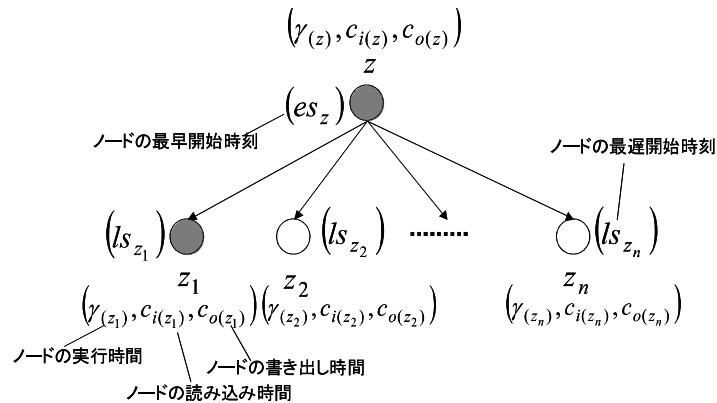 (γ(z), ci(z), co(z))
z
(esz)
ノードの最早開始時刻
ノードの最遅開始時刻
(lsz1) (lsz2) ········· (lszn)
z1 z2 zn
(γ(z1), ci(z1), co(z1)) (γ(z2), ci(z2), co(z2)) (γ(zn), ci(zn), co(zn))
ノードの実行時間
ノードの書き出し時間
ノードの読み込み時間